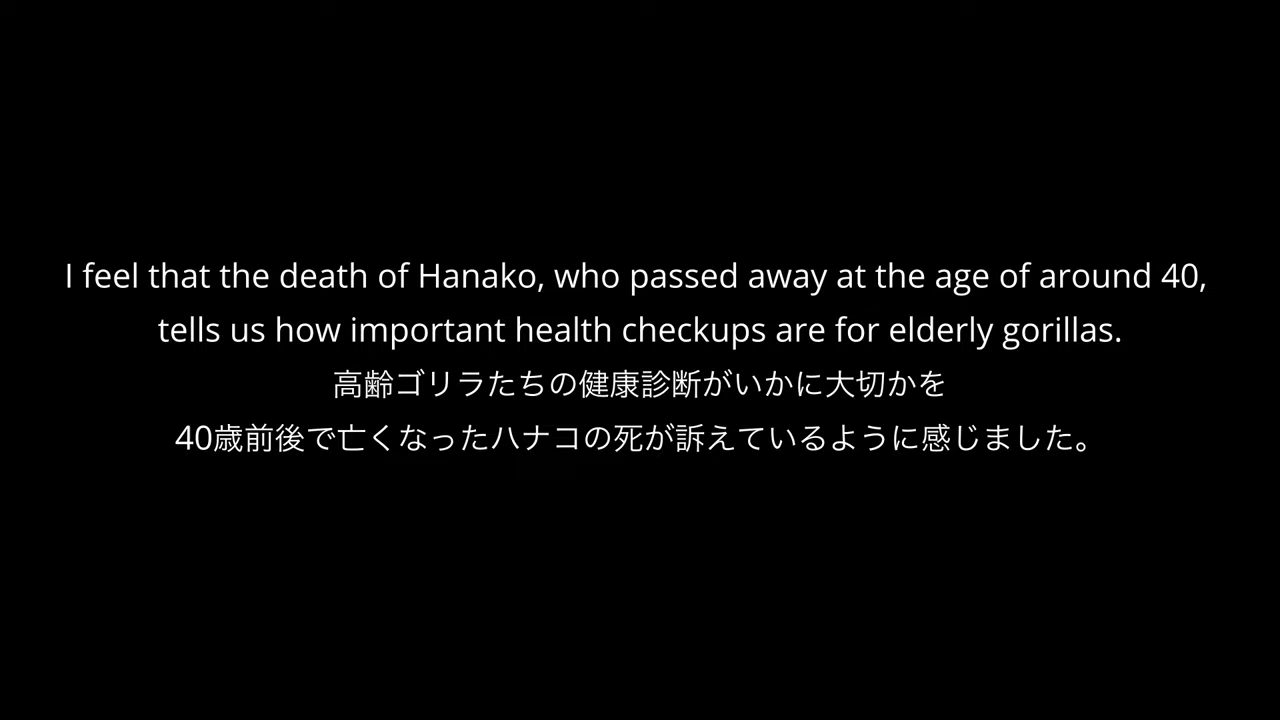 I feel that the death of Hanako, who passed away at the age of around 40,
tells us how important health checkups are for elderly gorillas.
高齢ゴリラたちの健康診断がいかに大切かを
40歳前後で亡くなったハナコの死が訴えているように感じました。